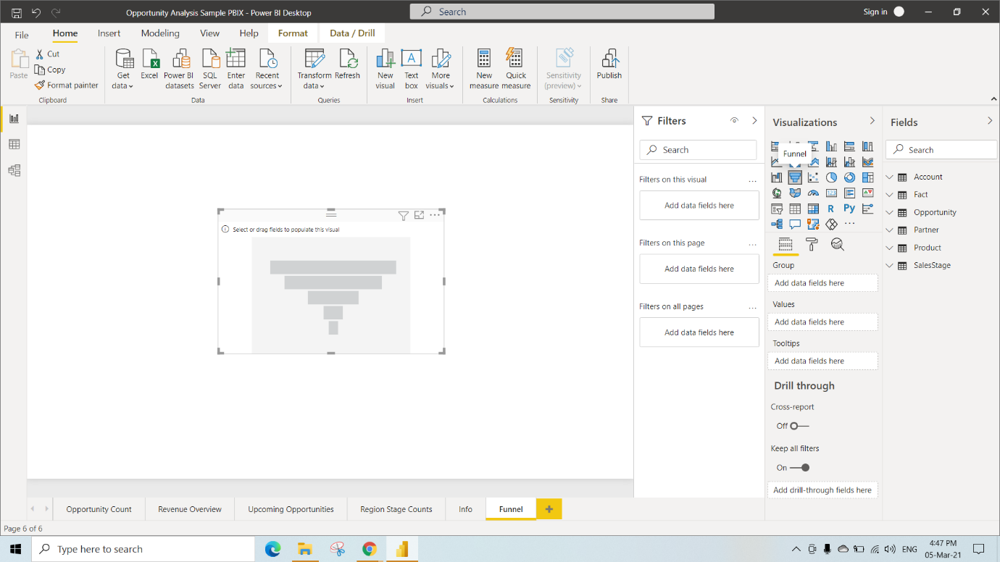 Opportunity Analysis Sample PBIX - Power BI Desktop
Search
Sign in
File
Home
Insert
Modeling
View
Help
Format
Data / Drill
Paste
Cut
Copy
Format painter
Clipboard
Get data
Excel
Power BI datasets
SQL Server
Enter data
Recent sources
Data
Transform data
Refresh
Queries
New visual
Text box
More visuals
Insert
New measure
Quick measure
Calculations
Sensitivity (preview)
Sensitivity
Publish
Share
Select or drag fields to populate this visual
Filters
Search
Filters on this visual
...
Add data fields here
Filters on this page
...
Add data fields here
Filters on all pages
...
Add data fields here
Visualizations
Funnel
R
Py
...
Group
Add data fields here
Values
Add data fields here
Tooltips
Add data fields here
Drill through
Cross-report
Off
Keep all filters
On
Add drill-through fields here
Fields
Search
Account
Fact
Opportunity
Partner
Product
SalesStage
Opportunity Count
Revenue Overview
Upcoming Opportunities
Region Stage Counts
Info
Funnel
+
Page 6 of 6
Type here to search
ENG
4:47 PM
05-Mar-21